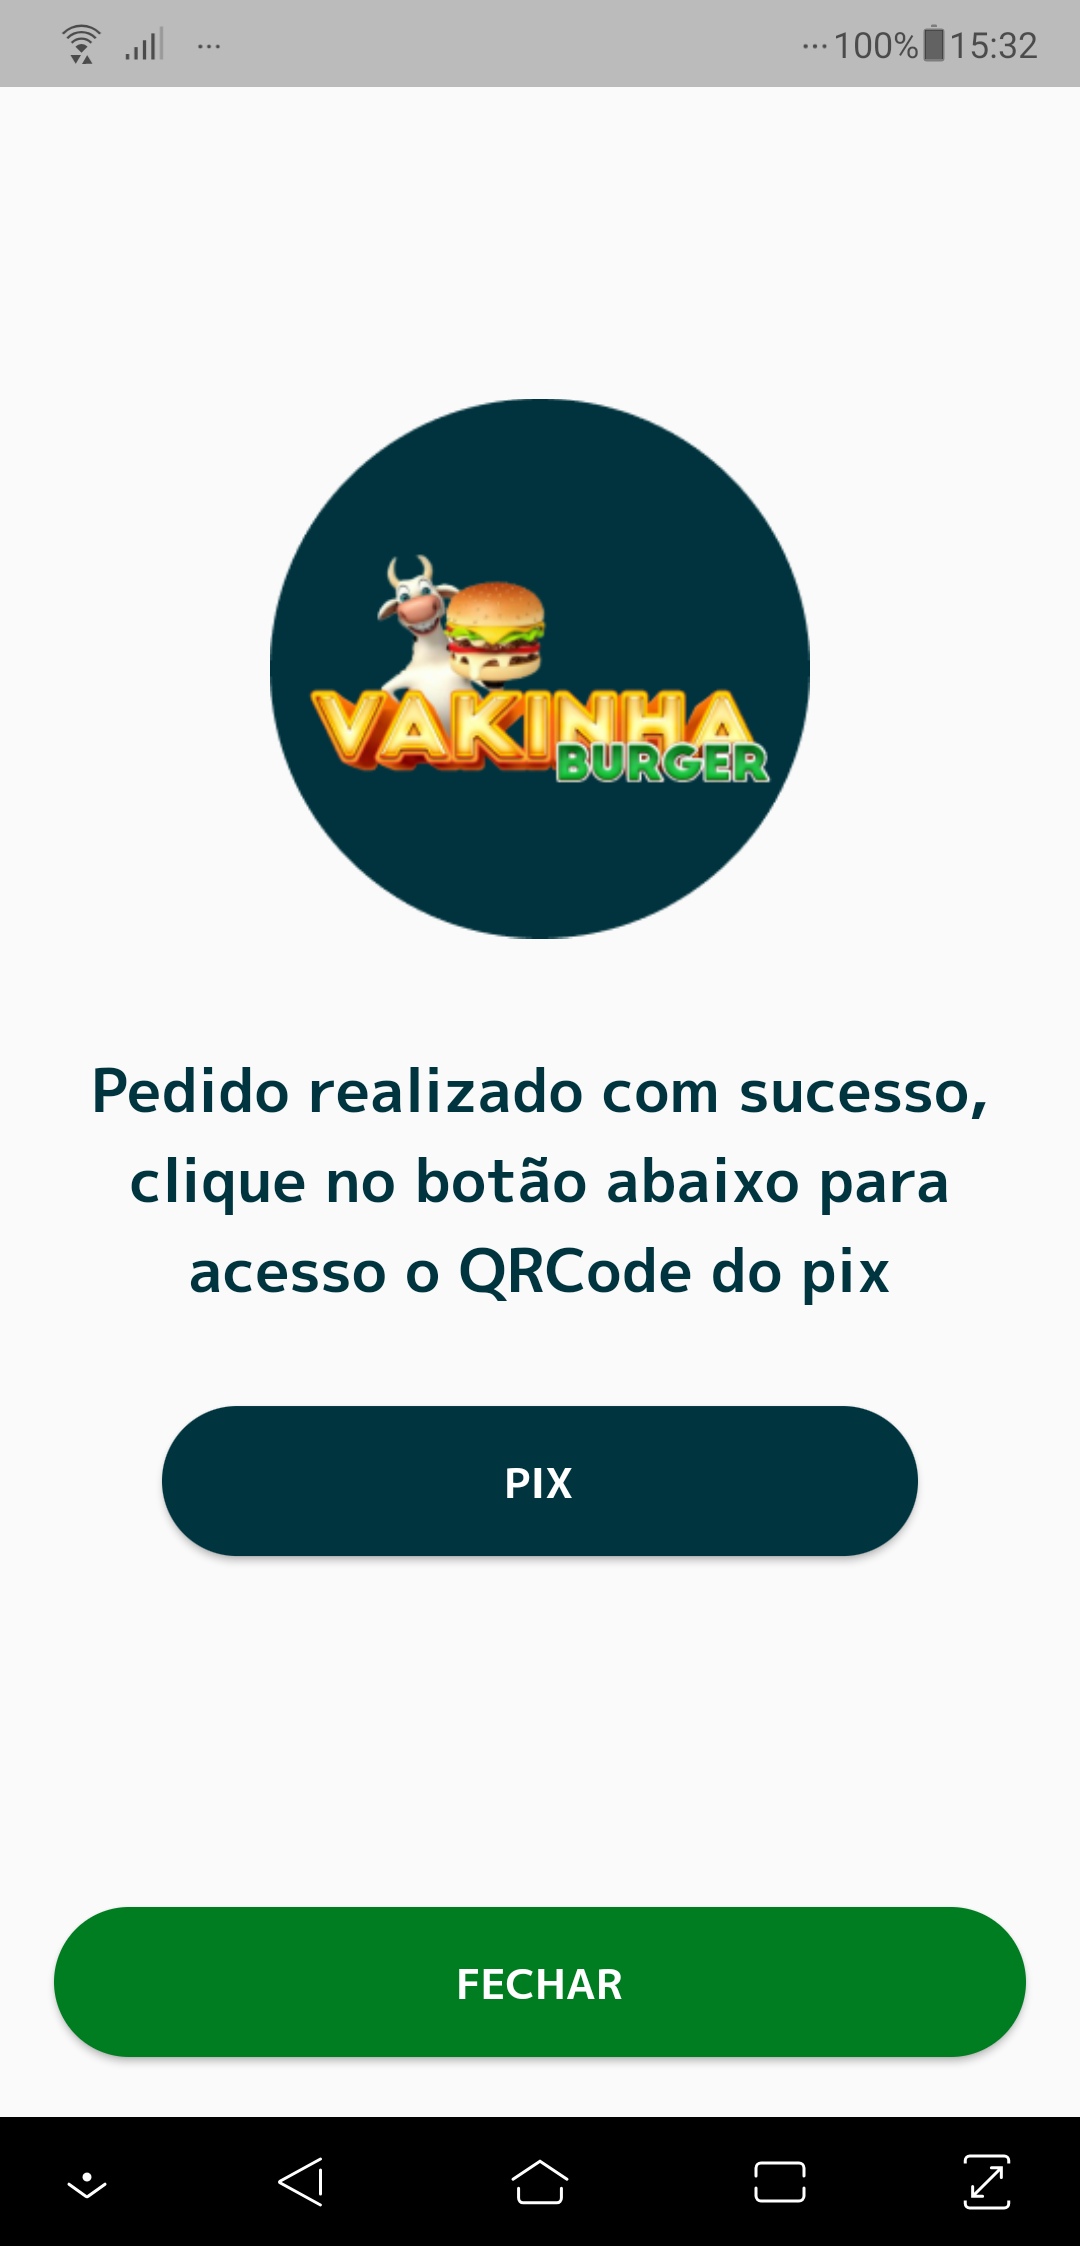 ... ...100% 15:32
VAKINHA
BURGER
Pedido realizado com sucesso,
clique no botão abaixo para
acesso o QRCode do pix
PIX
FECHAR